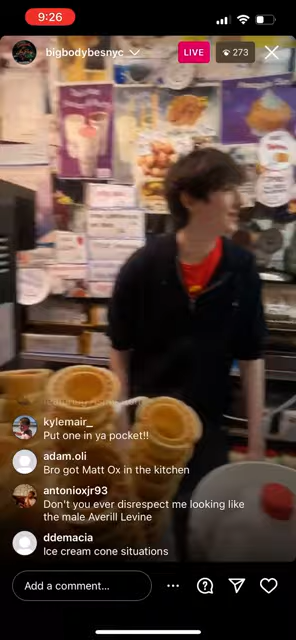 9:26
bigbodybesnyc
LIVE
273
kylemair_
Put one in ya pocket!!
adam.oli
Bro got Matt Ox in the kitchen
antonioxjr93
Don't you ever disrespect me looking like
the male Averill Levine
ddemacia
Ice cream cone situations
Add a comment...